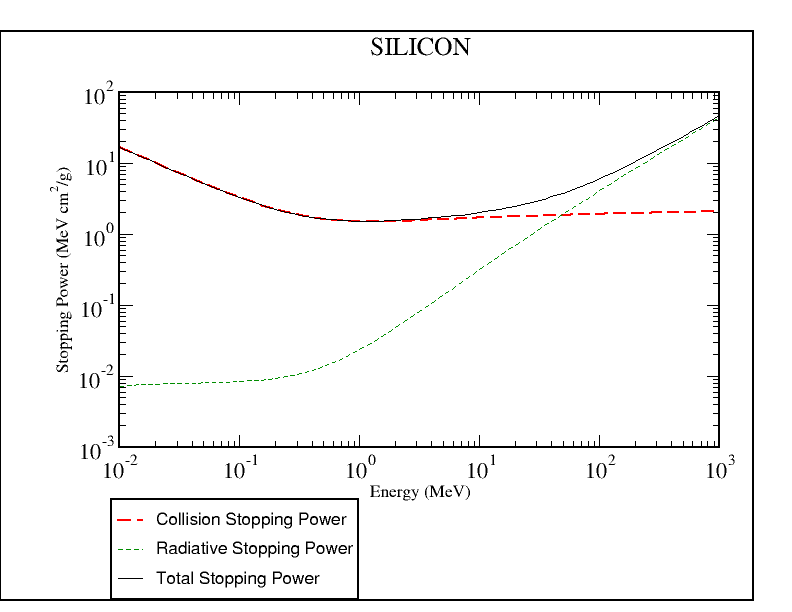 SILICON
10^2
10^1
10^0
10^-1
10^-2
10^-3
Stopping Power (MeV cm^2/g)
10^-2 10^-1 10^0 10^1 10^2 10^3
Energy (MeV)
Collision Stopping Power
Radiative Stopping Power
Total Stopping Power